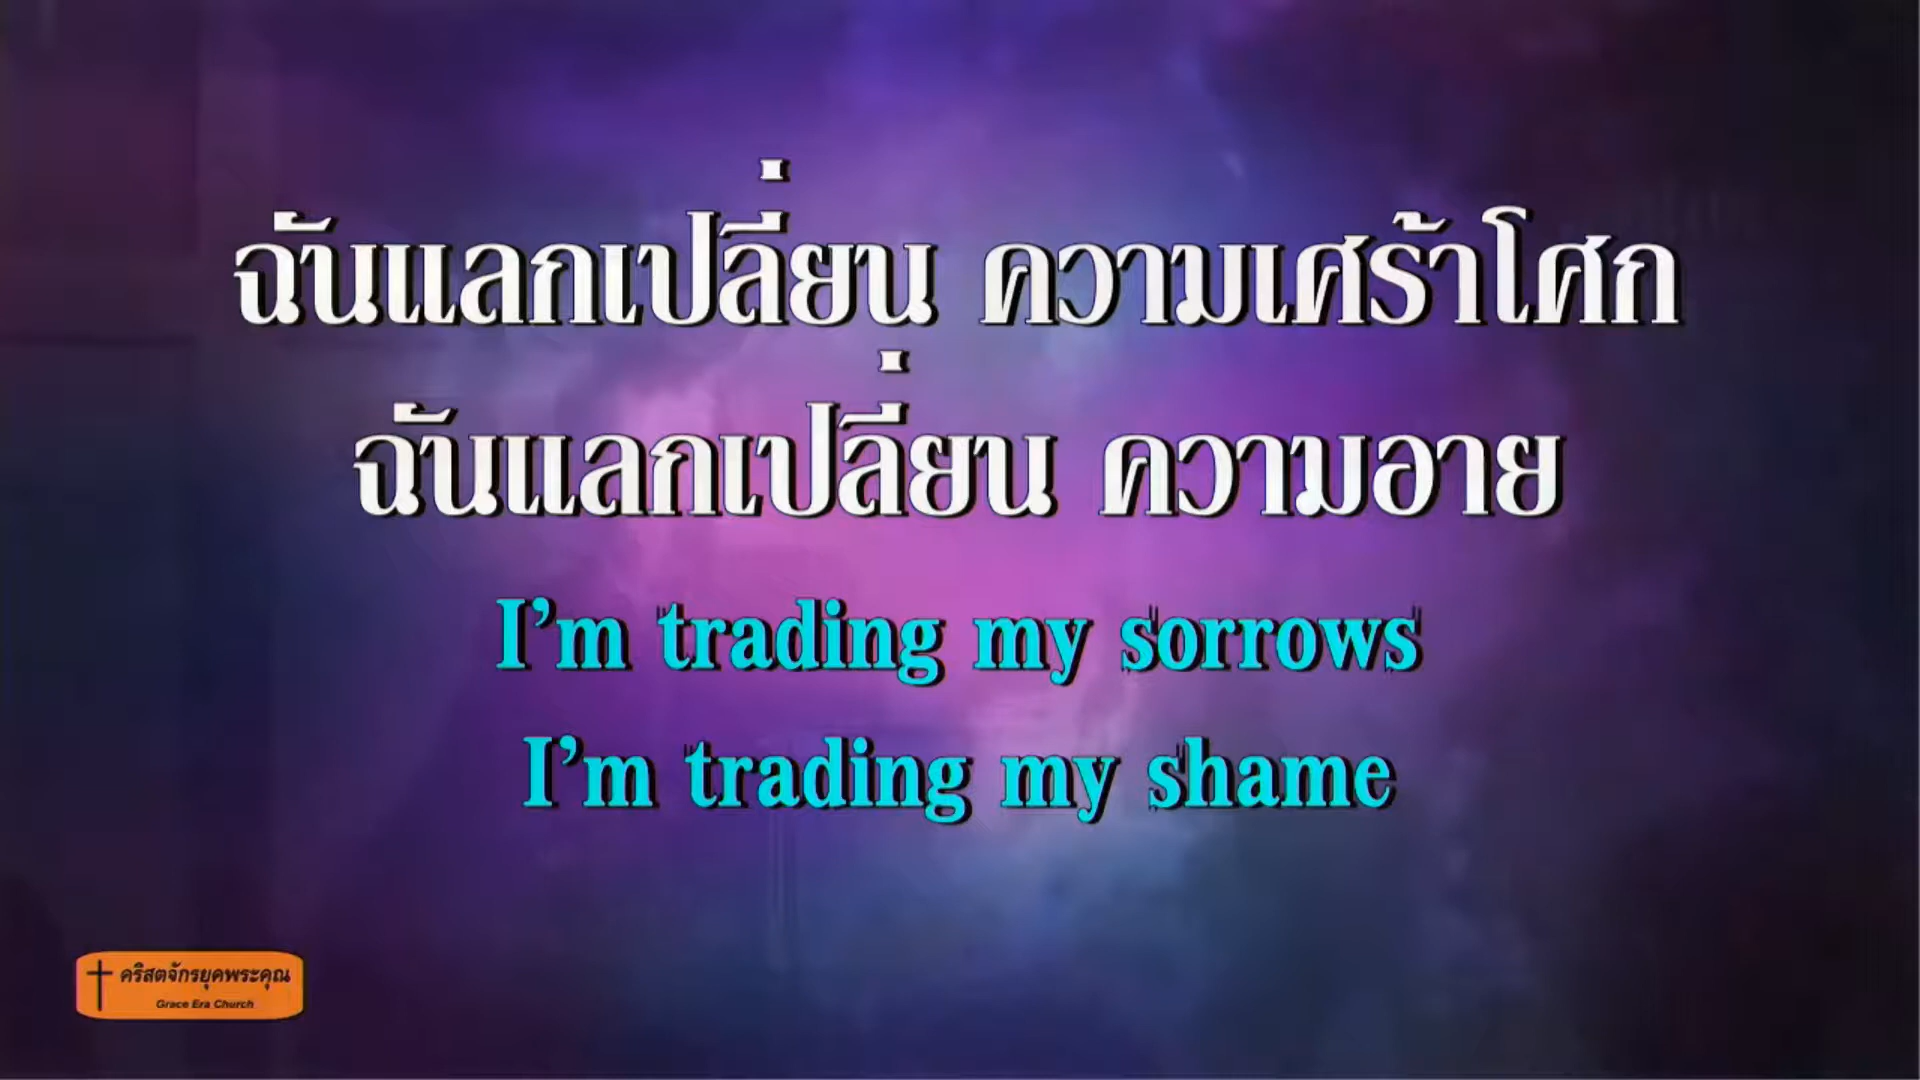 ฉันแลกเปลี่ยน ความเศร้าโศก
ฉันแลกเปลี่ยน ความอาย
I'm trading my sorrows
I'm trading my shame
คริสตจักรยุคพระคุณ
Grace Era Church